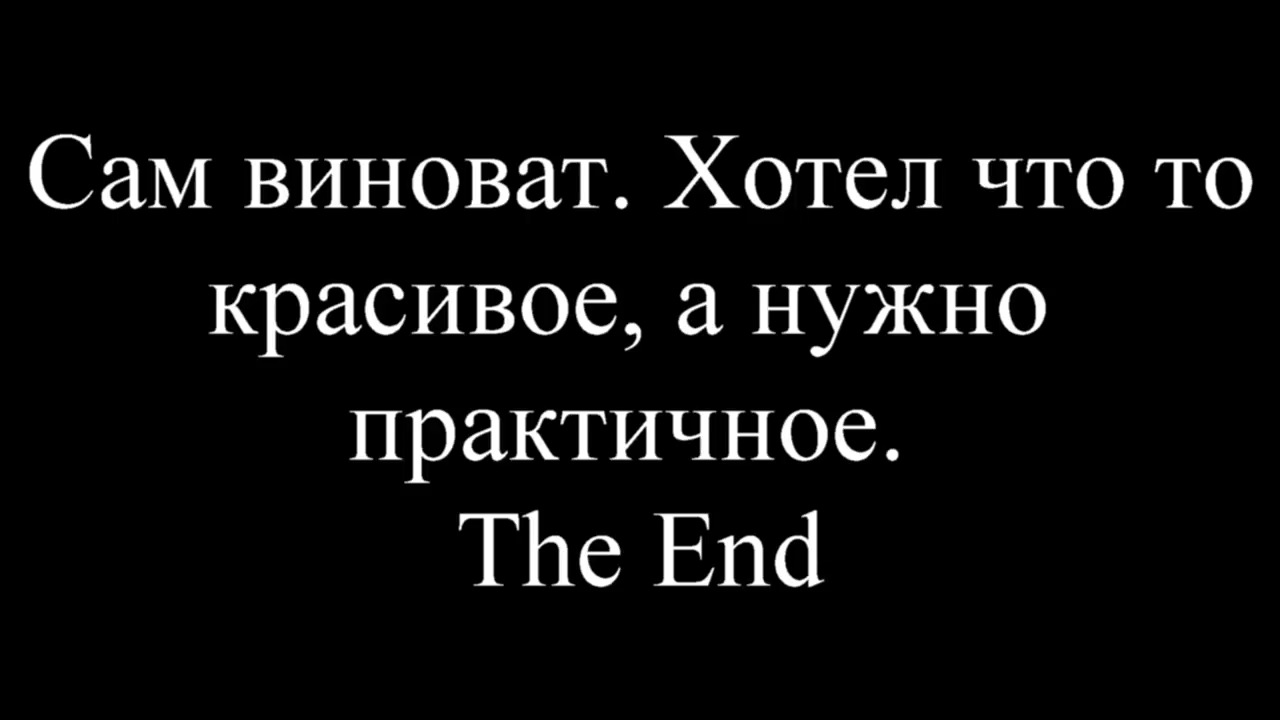 Сам виноват. Хотел что то
красивое, а нужно
практичное.
The End